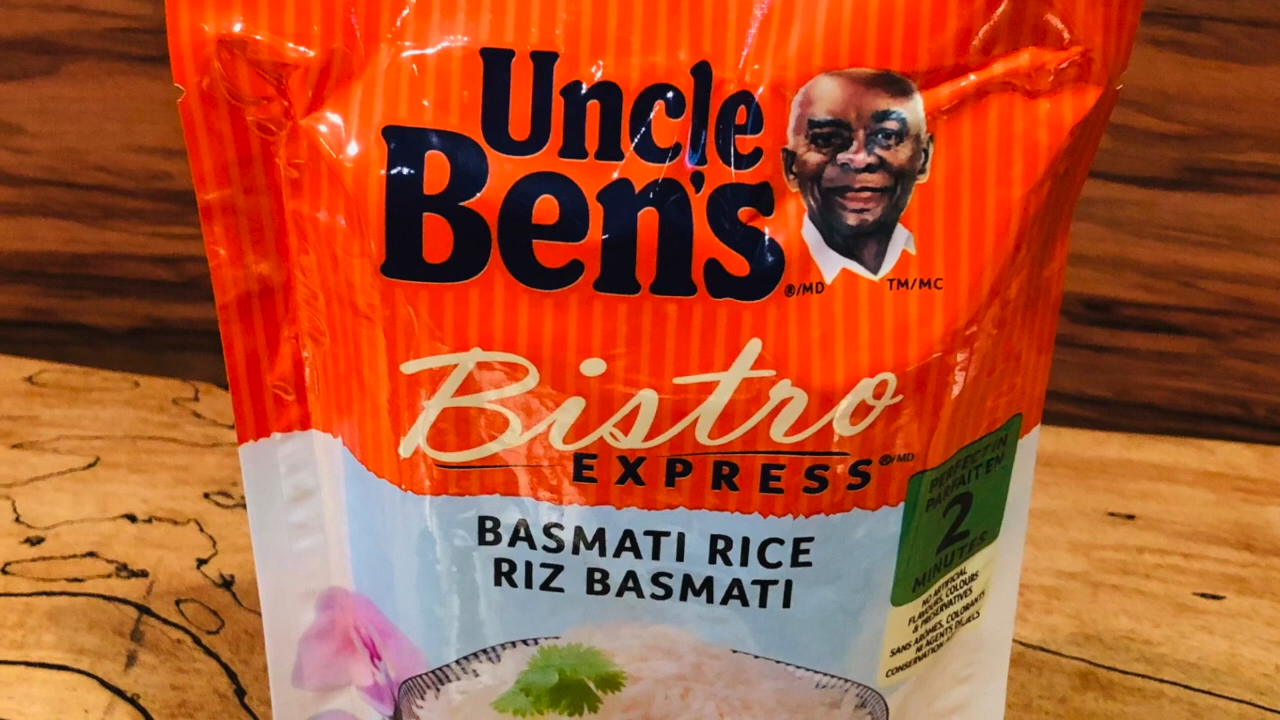 Uncle
Ben's
®/MD
TM/MC
Bistro
EXPRESS®/MD
BASMATI RICE
RIZ BASMATI
PERFECT IN
PARFAIT EN
2
MINUTES
NO ARTIFICIAL
FLAVOURS, COLOURS
& PRESERVATIVES
SANS ARÔMES, COLORANTS
NI AGENTS DE
CONSERVATION